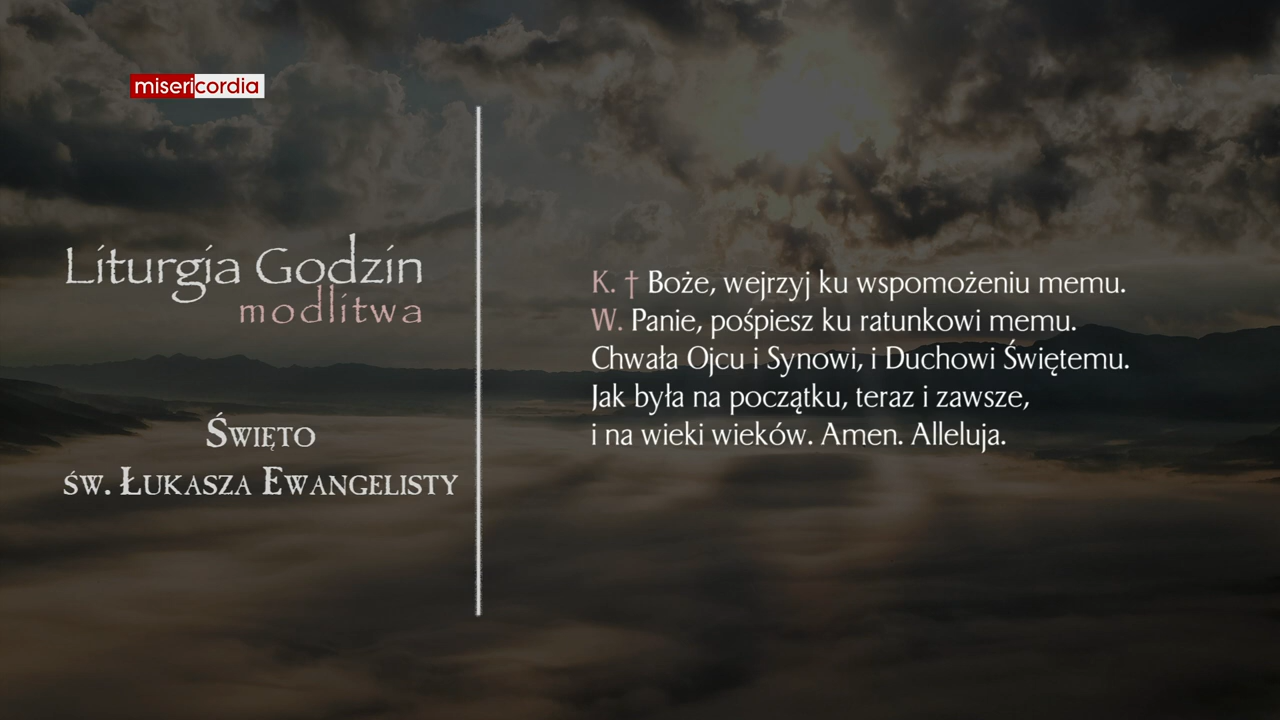 misericordia
Liturgia Godzin
modlitwa
Święto
św. Łukasza Ewangelisty
K. † Boże, wejrzyj ku wspomożeniu memu.
W. Panie, pośpiesz ku ratunkowi memu.
Chwała Ojcu i Synowi, i Duchowi Świętemu.
Jak była na początku, teraz i zawsze,
i na wieki wieków. Amen. Alleluja.